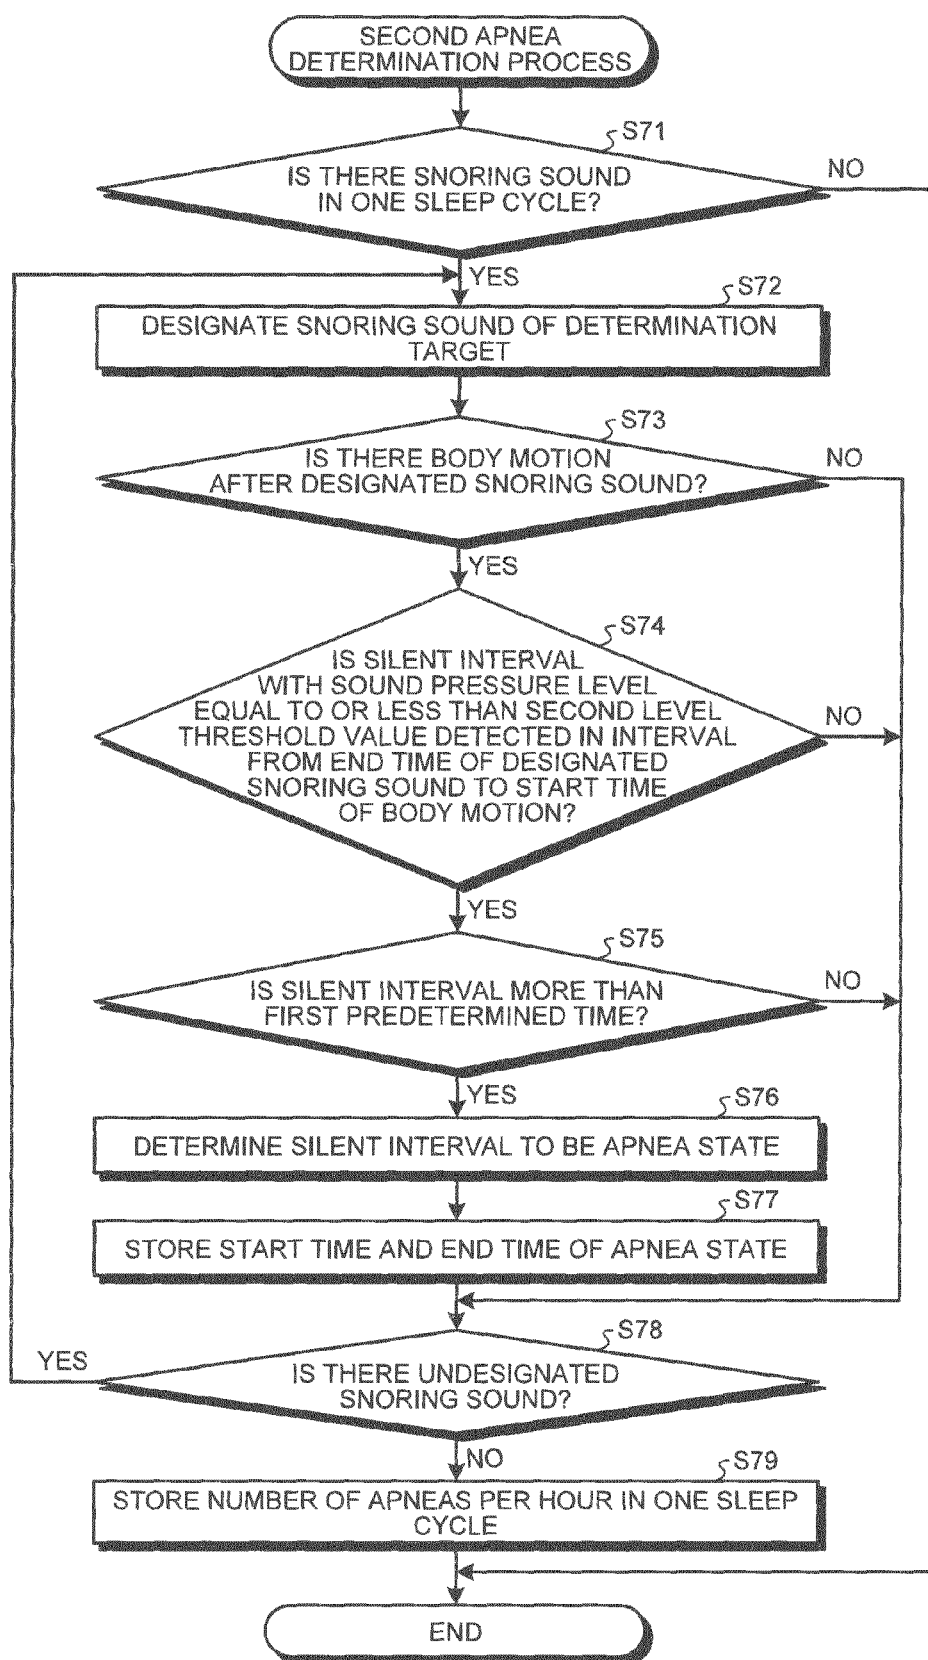 SECOND APNEA
DETERMINATION PROCESS
S71
IS THERE SNORING SOUND
IN ONE SLEEP CYCLE?
NO
YES
S72
DESIGNATE SNORING SOUND OF DETERMINATION
TARGET
S73
IS THERE BODY MOTION
AFTER DESIGNATED SNORING SOUND?
NO
YES
S74
IS SILENT INTERVAL
WITH SOUND PRESSURE LEVEL
EQUAL TO OR LESS THAN SECOND LEVEL
THRESHOLD VALUE DETECTED IN INTERVAL
FROM END TIME OF DESIGNATED
SNORING SOUND TO START TIME
OF BODY MOTION?
NO
YES
S75
IS SILENT INTERVAL MORE THAN
FIRST PREDETERMINED TIME?
NO
YES
S76
DETERMINE SILENT INTERVAL TO BE APNEA STATE
S77
STORE START TIME AND END TIME OF APNEA STATE
S78
YES
IS THERE UNDESIGNATED
SNORING SOUND?
NO
S79
STORE NUMBER OF APNEAS PER HOUR IN ONE SLEEP
CYCLE
END